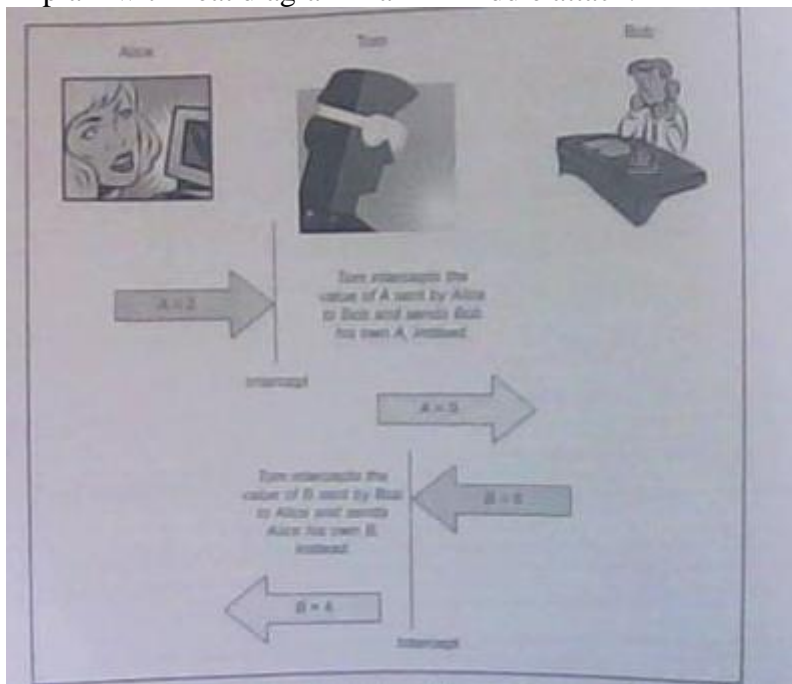 Alice
Tom
Bob
Tom intercepts the
value of A sent by Alice
to Bob and sends Bob
his own A, instead
A = 2
Intercept
A = 9
Tom intercepts the
value of B sent by Bob
to Alice and sends
Alice his own B,
instead
B = 8
B = 4
Intercept